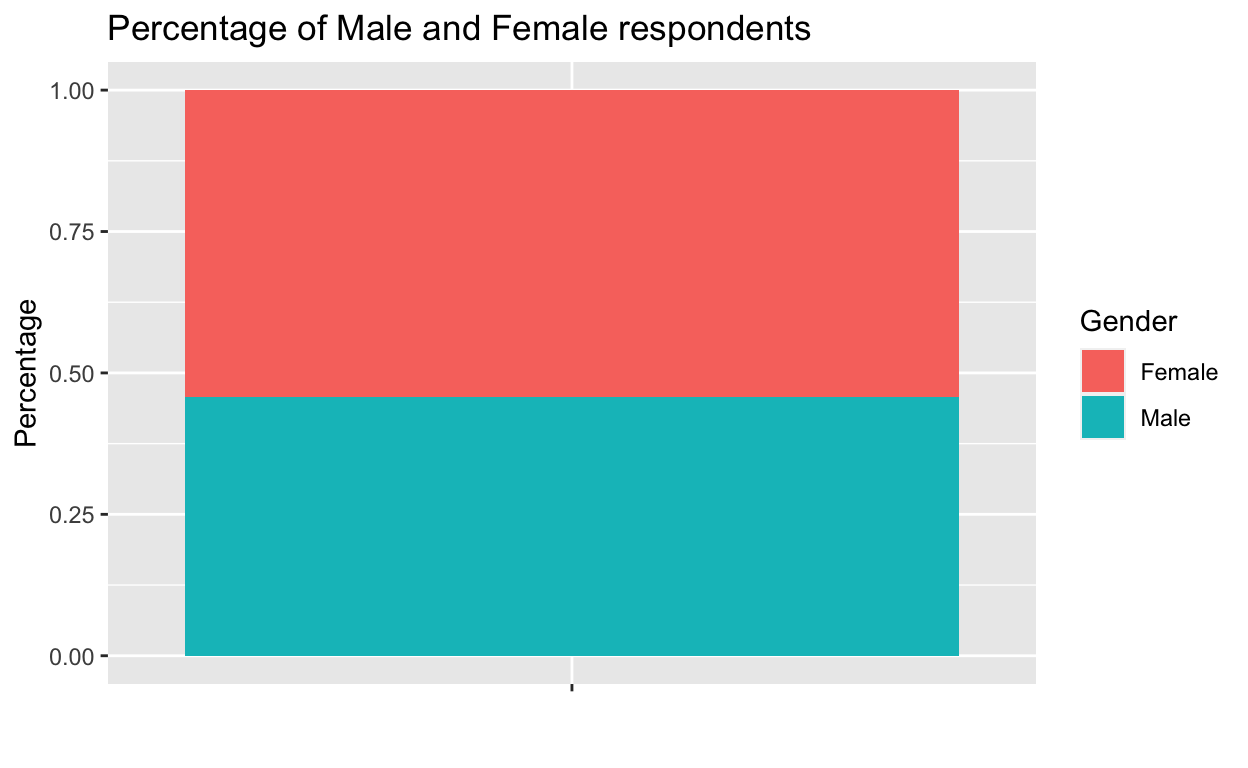 Percentage of Male and Female respondents
1.00
0.75
0.50
0.25
0.00
Percentage
Gender
Female
Male